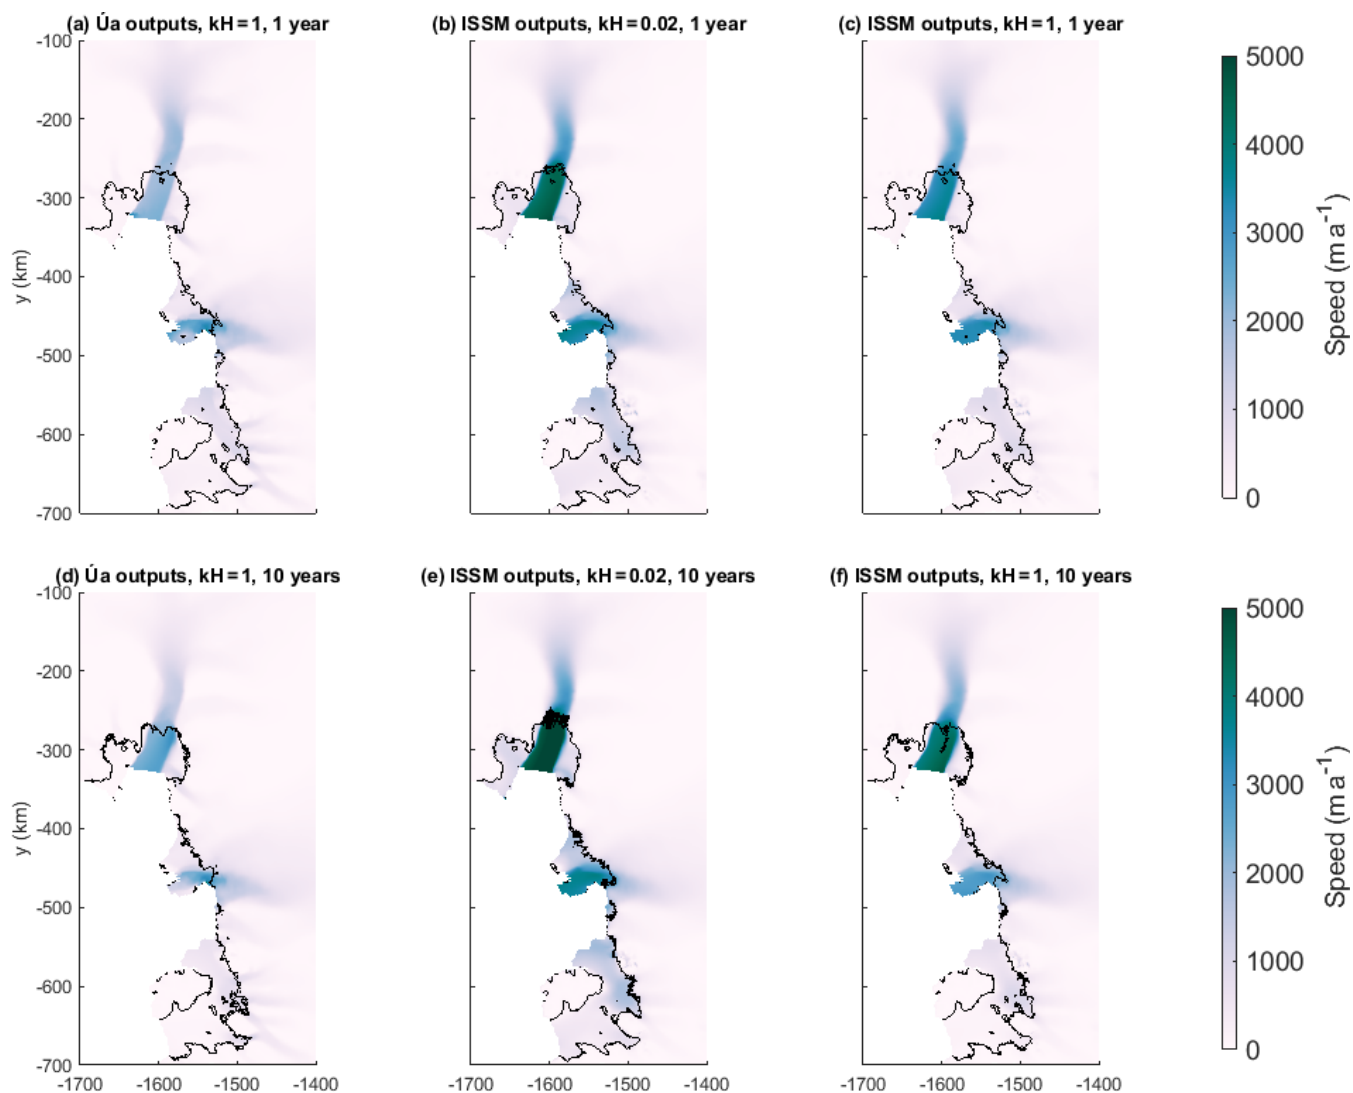 (a) Úa outputs, kH=1, 1 year
(b) ISSM outputs, kH=0.02, 1 year
(c) ISSM outputs, kH=1, 1 year
-100
-200
-300
-400
-500
-600
-700
y (km)
5000
4000
3000
2000
1000
0
Speed (m a⁻¹)
(d) Úa outputs, kH=1, 10 years
(e) ISSM outputs, kH=0.02, 10 years
(f) ISSM outputs, kH=1, 10 years
-100
-200
-300
-400
-500
-600
-700
y (km)
-1700 -1600 -1500 -1400
-1700 -1600 -1500 -1400
-1700 -1600 -1500 -1400
5000
4000
3000
2000
1000
0
Speed (m a⁻¹)